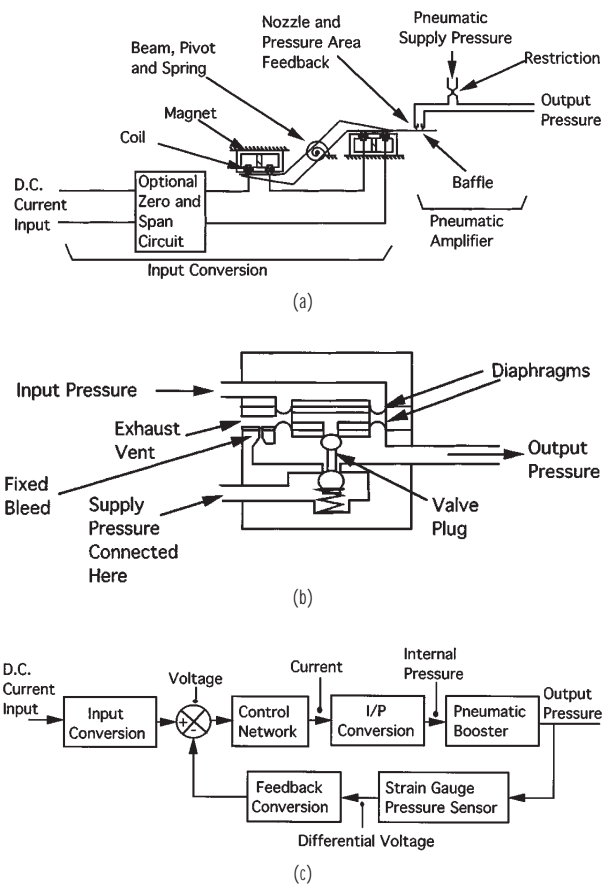 Pneumatic
Supply Pressure
Nozzle and
Pressure Area
Feedback
Restriction
Beam, Pivot
and Spring
Output
Pressure
Magnet
Coil
N
N
Baffle
D.C.
Current
Input
Optional
Zero and
Span
Circuit
Pneumatic
Amplifier
Input Conversion
(a)
Diaphragms
Input Pressure
Exhaust
Vent
Output
Pressure
Fixed
Bleed
Supply
Pressure
Connected
Here
Valve
Plug
(b)
D.C.
Current
Input
Voltage
Current
Internal
Pressure
Output
Pressure
Input
Conversion
+
-
Control
Network
I/P
Conversion
Pneumatic
Booster
Feedback
Conversion
Strain Gauge
Pressure Sensor
Differential Voltage
(c)